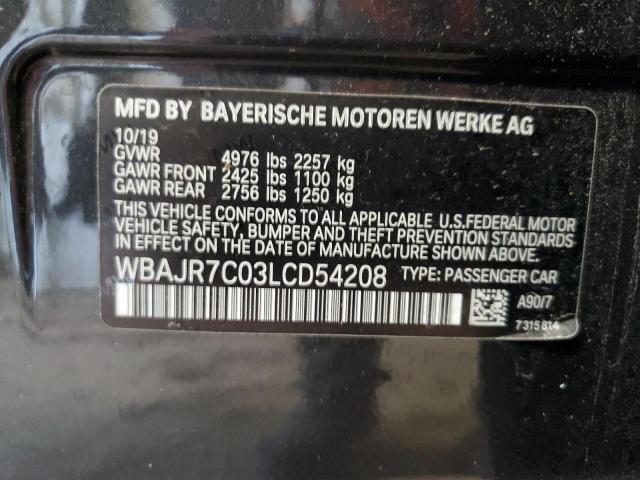 MFD BY BAYERISCHE MOTOREN WERKE AG
10/19
GVWR 4976 lbs 2257 kg
GAWR FRONT 2425 lbs 1100 kg
GAWR REAR 2756 lbs 1250 kg
THIS VEHICLE CONFORMS TO ALL APPLICABLE U.S.FEDERAL MOTOR
VEHICLE SAFETY, BUMPER AND THEFT PREVENTION STANDARDS
IN EFFECT ON THE DATE OF MANUFACTURE SHOWN ABOVE.
WBAJR7C03LCD54208 TYPE: PASSENGER CAR
A90/7
7315814